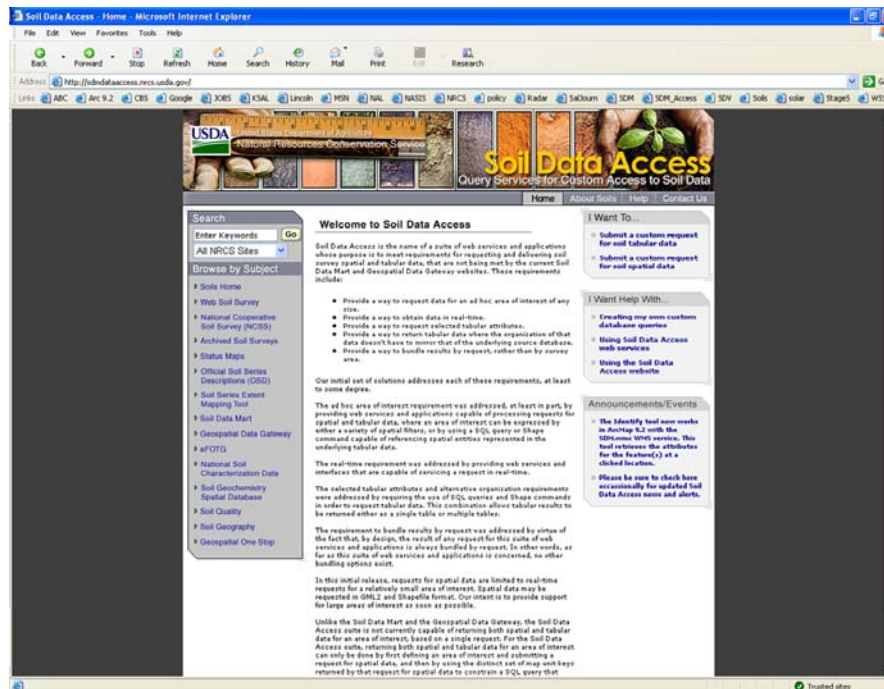 Soil Data Access - Home - Microsoft Internet Explorer
File Edit View Favorites Tools Help
Back Forward Stop Refresh Home Search History Mail Print Edit Research
Address http://sdmdataaccess.nrcs.usda.gov/ Go
Links ABC Arc 9.2 CBS Google JOBS KSAL Lincoln MSN NAL NASIS NRCS policy Radar SalJourn SDM SDM_Access SDV Soils solar Stage5 WSS
USDA United States Department of Agriculture
Natural Resources Conservation Service
Soil Data Access
Query Services for Custom Access to Soil Data
Home About Soils Help Contact Us
Search
Enter Keywords Go
All NRCS Sites
Browse by Subject
Soils Home
Web Soil Survey
National Cooperative
Soil Survey (NCSS)
Archived Soil Surveys
Status Maps
Official Soil Series
Descriptions (OSD)
Soil Series Extent
Mapping Tool
Soil Data Mart
Geospatial Data Gateway
eFOTG
National Soil
Characterization Data
Soil Geochemistry
Spatial Database
Soil Quality
Soil Geography
Geospatial One Stop
Welcome to Soil Data Access
Soil Data Access is the name of a suite of web services and applications
whose purpose is to meet requirements for requesting and delivering soil
survey spatial and tabular data, that are not being met by the current Soil
Data Mart and Geospatial Data Gateway websites. These requirements
include:
Provide a way to request data for an ad hoc area of interest of any
size.
Provide a way to obtain data in real-time.
Provide a way to request selected tabular attributes.
Provide a way to return tabular data where the organization of that
data doesn't have to mirror that of the underlying source database.
Provide a way to bundle results by request, rather than by survey
area.
Our initial set of solutions addresses each of these requirements, at least
to some degree.
The ad hoc area of interest requirement was addressed, at least in part, by
providing web services and applications capable of processing requests for
spatial and tabular data, where an area of interest can be expressed by
either a variety of spatial filters, or by using a SQL query or Shape
command capable of referencing spatial entities represented in the
underlying tabular data.
The real-time requirement was addressed by providing web services and
interfaces that are capable of servicing a request in real-time.
The selected tabular attributes and alternative organization requirements
were addressed by requiring the use of SQL queries and Shape commands
in order to request tabular data. This combination allows tabular results to
be returned either as a single table or multiple tables.
The requirement to bundle results by request was addressed by virtue of
the fact that, by design, the result of any request for this suite of web
services and applications is always bundled by request. In other words, as
far as this suite of web services and applications is concerned, no other
bundling options exist.
In this initial release, requests for spatial data are limited to real-time
requests for a relatively small area of interest. Spatial data may be
requested in GML2 and Shapefile format. Our intent is to provide support
for large areas of interest as soon as possible.
Unlike the Soil Data Mart and the Geospatial Data Gateway, the Soil Data
Access suite is not currently capable of returning both spatial and tabular
data for an area of interest, based on a single request. For the Soil Data
Access suite, returning both spatial and tabular data for an area of interest
can only be done by first defining an area of interest and submitting a
request for spatial data, and then by using the distinct set of map unit keys
returned by that request for spatial data to constrain a SQL query that
I Want To...
Submit a custom request
for soil tabular data
Submit a custom request
for soil spatial data
I Want Help With...
Creating my own custom
database queries
Using Soil Data Access
web services
Using the Soil Data
Access website
Announcements/Events
The Identify tool now works
in ArcMap 9.2 with the
SDM.mns WMS service. This
tool retrieves the attributes
for the feature(s) at a
clicked location.
Please be sure to check here
occassionally for updated Soil
Data Access news and alerts.
Trusted sites